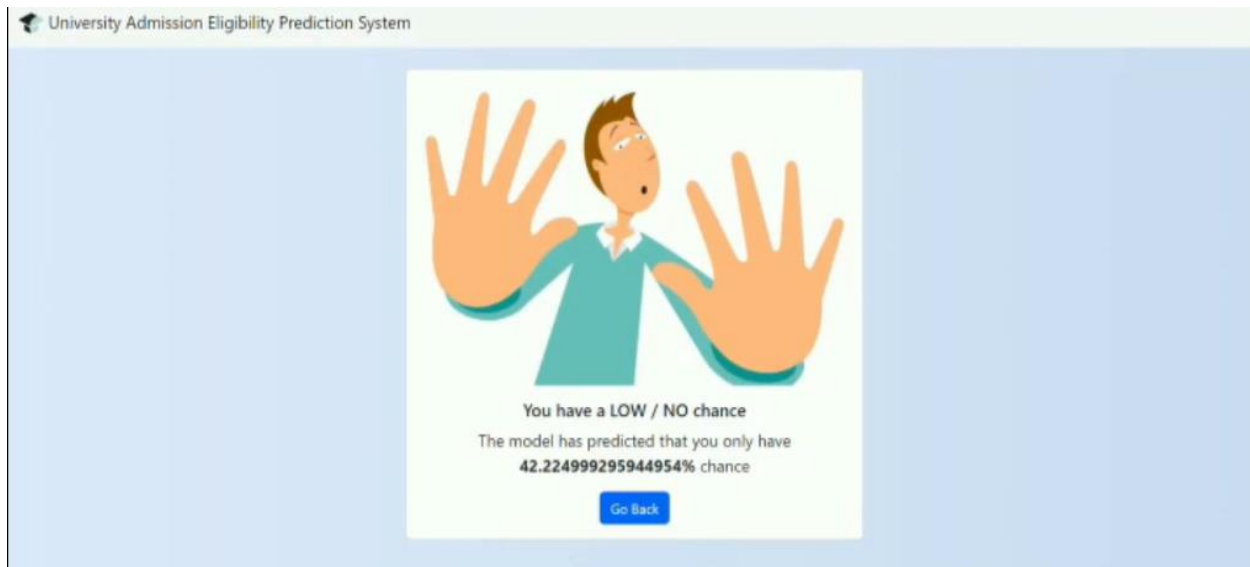 University Admission Eligibility Prediction System
You have a LOW / NO chance
The model has predicted that you only have
42.224999295944954% chance
Go Back